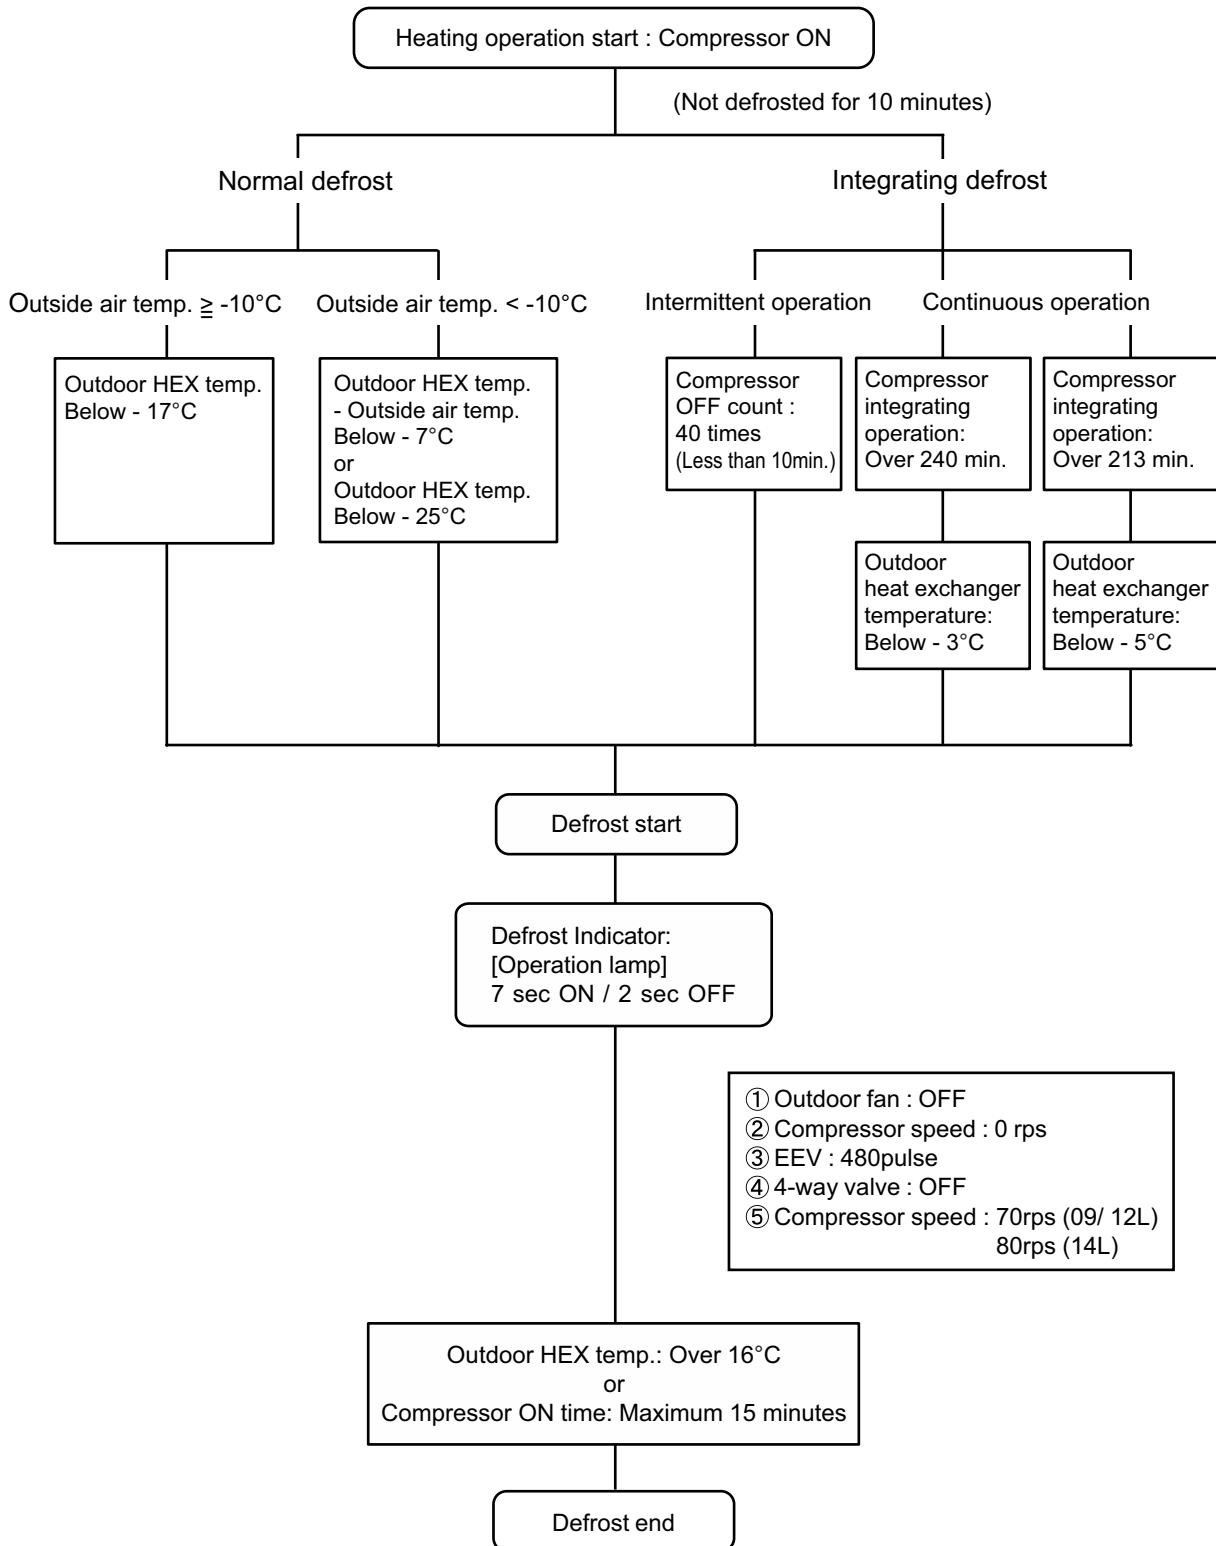 Heating operation start : Compressor ON
(Not defrosted for 10 minutes)
Normal defrost
Integrating defrost
Outside air temp. ≧ -10°C
Outside air temp. < -10°C
Intermittent operation
Continuous operation
Outdoor HEX temp.
Below - 17°C
Outdoor HEX temp.
- Outside air temp.
Below - 7°C
or
Outdoor HEX temp.
Below - 25°C
Compressor
OFF count :
40 times
(Less than 10min.)
Compressor
integrating
operation:
Over 240 min.
Compressor
integrating
operation:
Over 213 min.
Outdoor
heat exchanger
temperature:
Below - 3°C
Outdoor
heat exchanger
temperature:
Below - 5°C
Defrost start
Defrost Indicator:
[Operation lamp]
7 sec ON / 2 sec OFF
① Outdoor fan : OFF
② Compressor speed : 0 rps
③ EEV : 480pulse
④ 4-way valve : OFF
⑤ Compressor speed : 70rps (09/ 12L)
80rps (14L)
Outdoor HEX temp.: Over 16°C
or
Compressor ON time: Maximum 15 minutes
Defrost end